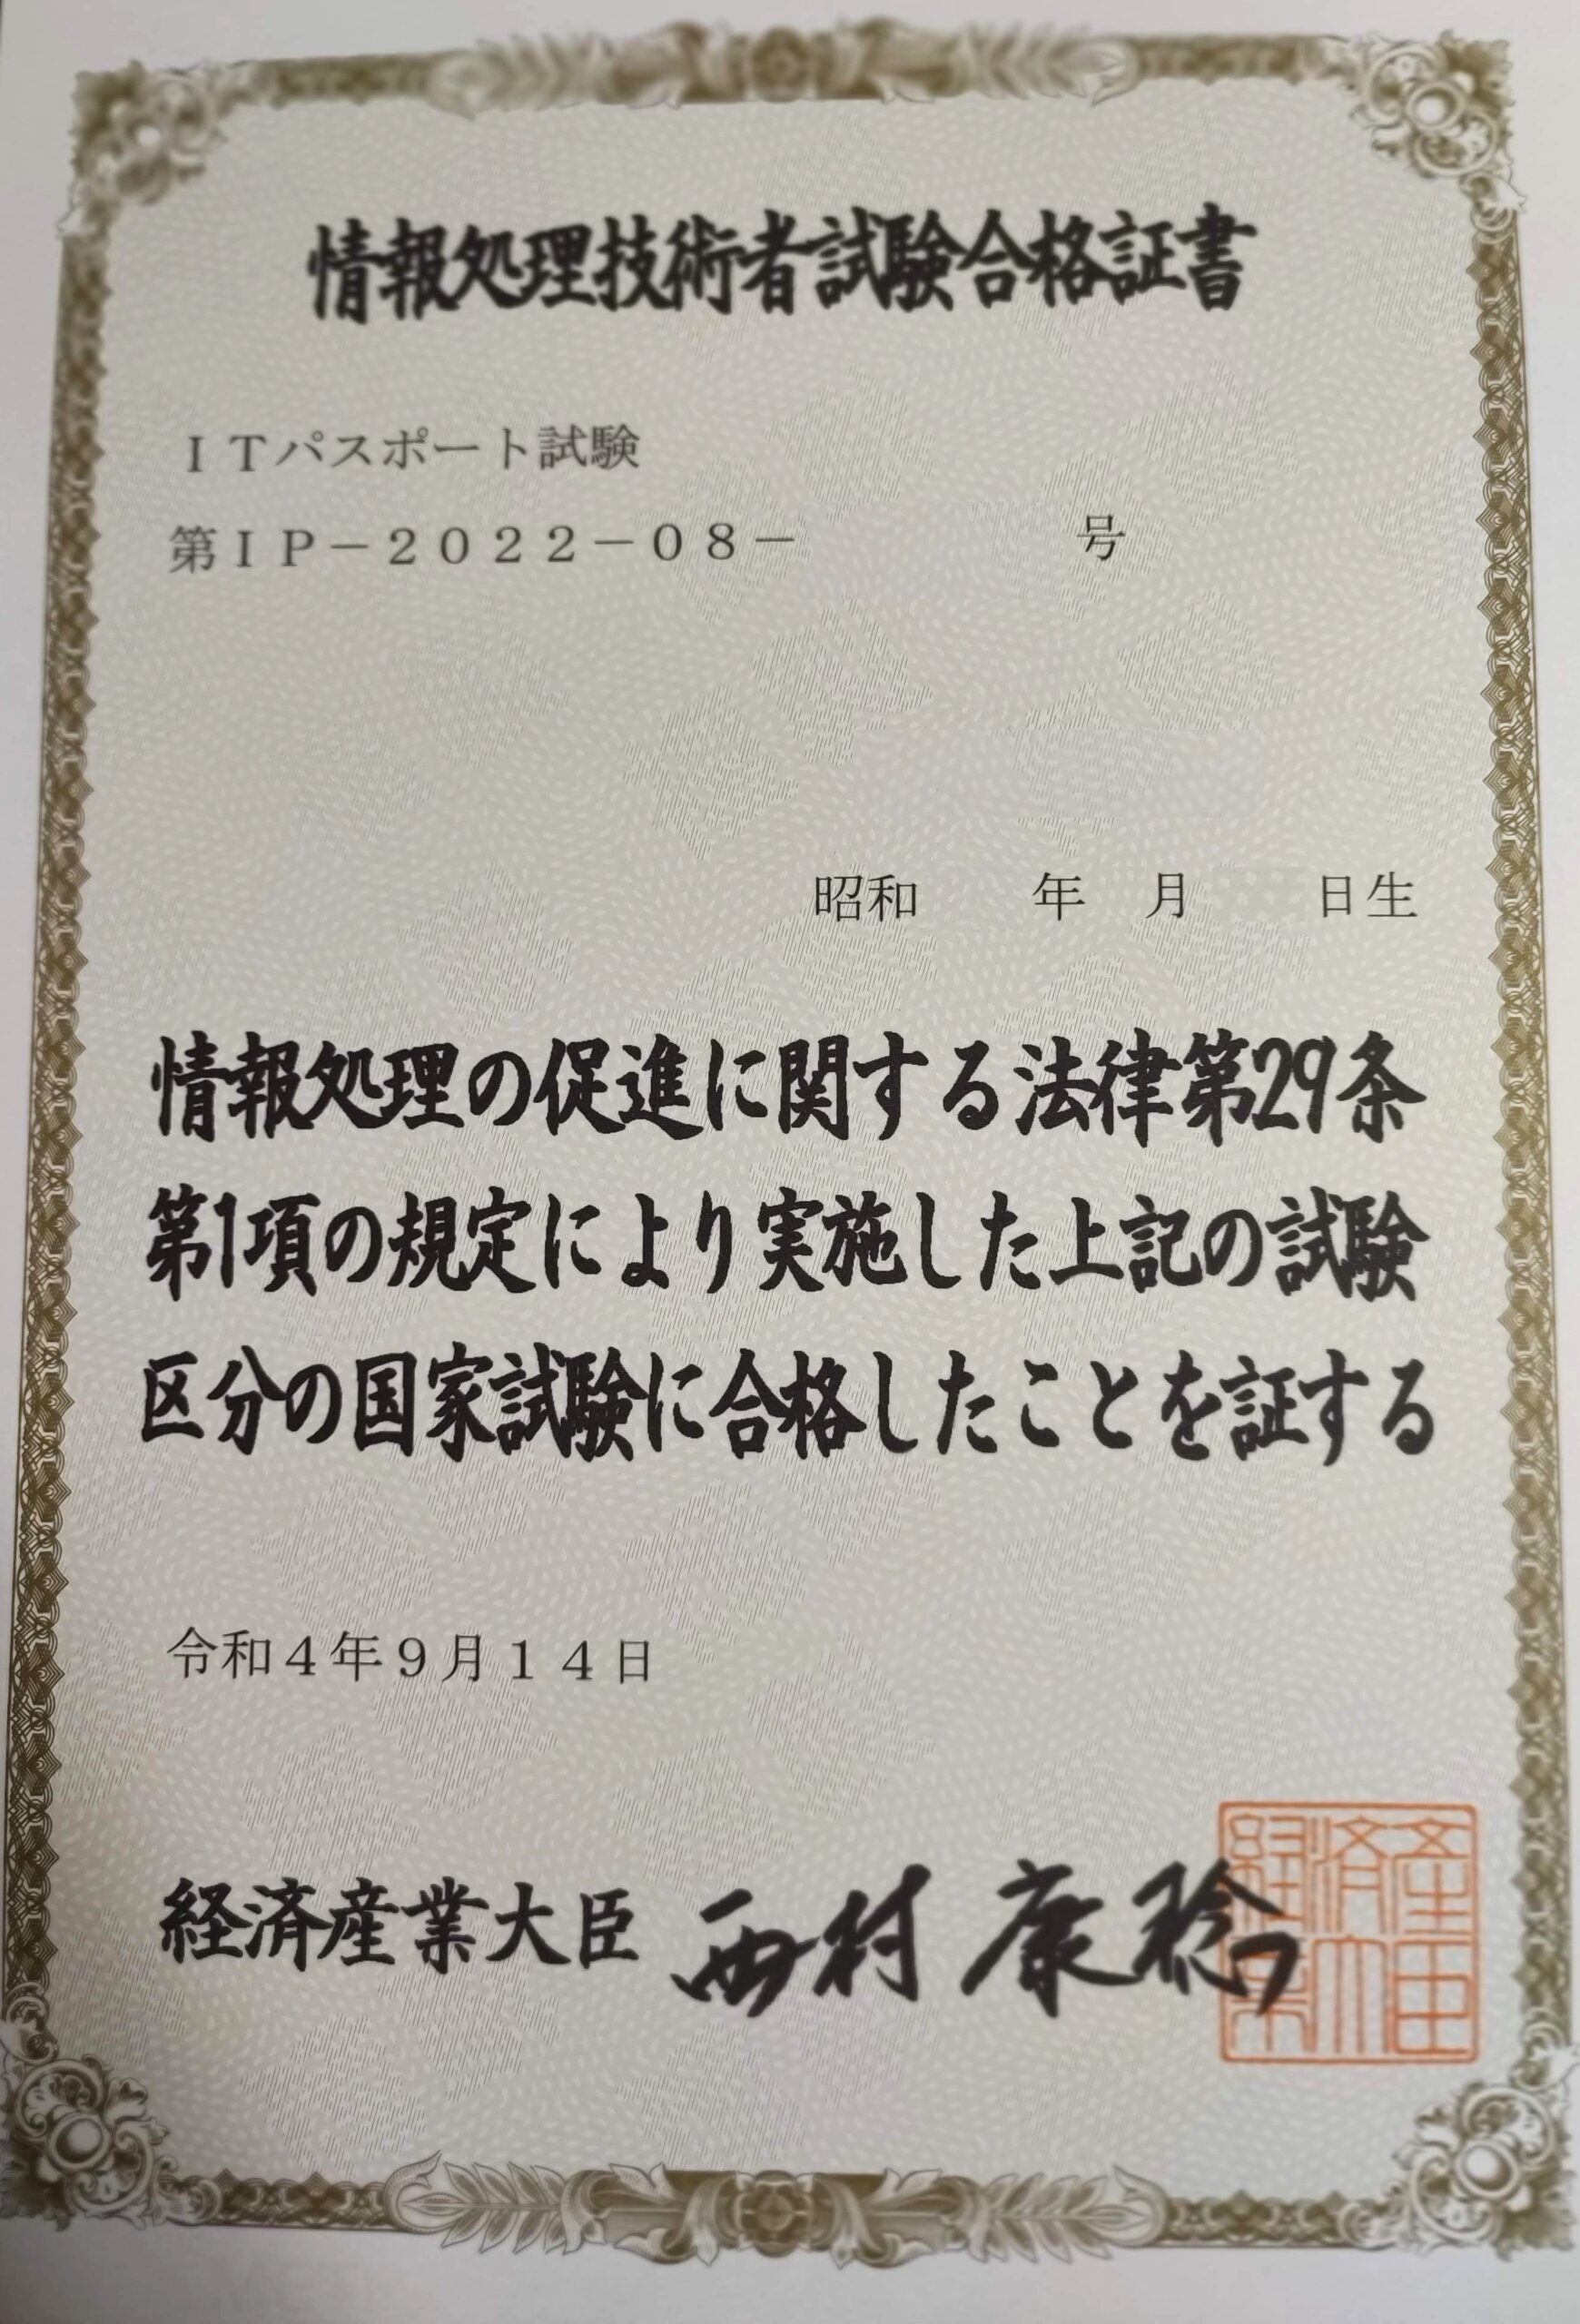 情報処理技術者試験合格証書
ＩＴパスポート試験
第ＩＰ－２０２２－０８－　　　　　号
昭和　　年　月　　日生
情報処理の促進に関する法律第29条
第1項の規定により実施した上記の試験
区分の国家試験に合格したことを証する
令和４年９月１４日
経済産業大臣 西村康稔